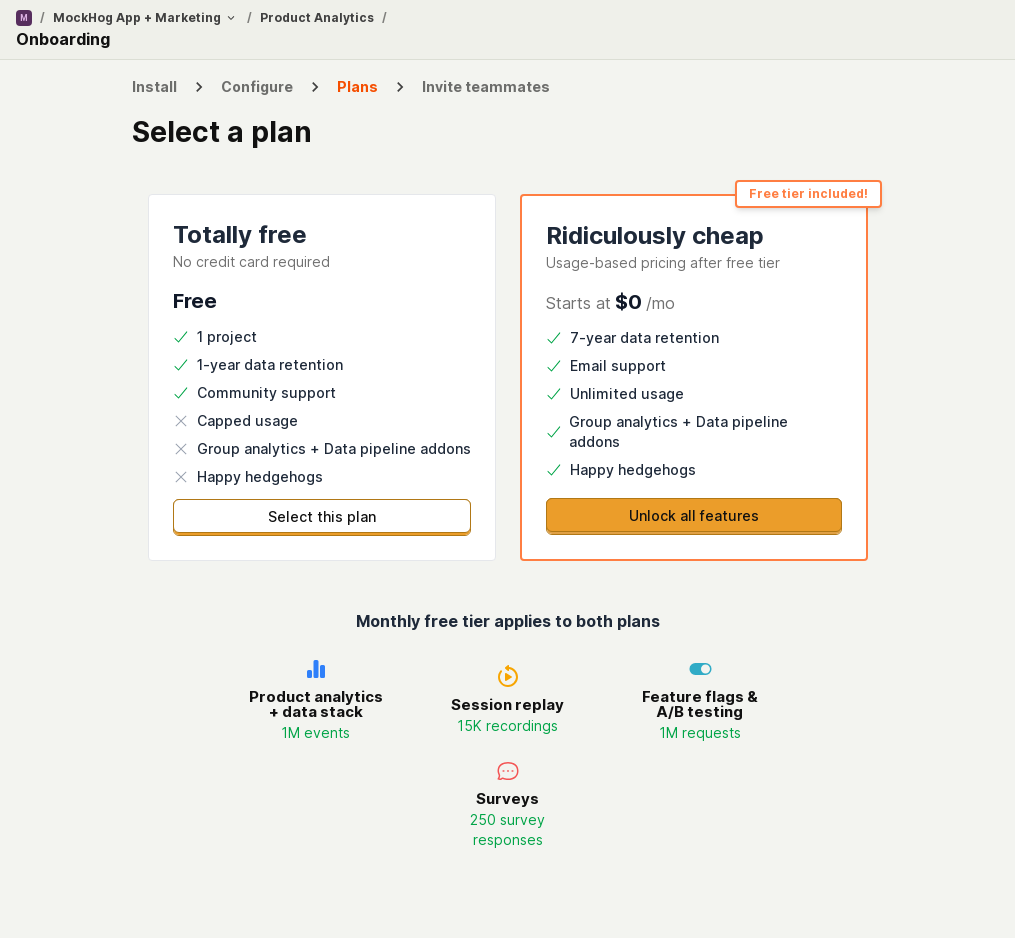 M / MockHog App + Marketing / Product Analytics /
Onboarding
Install Configure Plans Invite teammates
Select a plan
Totally free
No credit card required
Free
1 project
1-year data retention
Community support
Capped usage
Group analytics + Data pipeline addons
Happy hedgehogs
Select this plan
Free tier included!
Ridiculously cheap
Usage-based pricing after free tier
Starts at $0 /mo
7-year data retention
Email support
Unlimited usage
Group analytics + Data pipeline
addons
Happy hedgehogs
Unlock all features
Monthly free tier applies to both plans
Product analytics
+ data stack
1M events
Session replay
15K recordings
Feature flags &
A/B testing
1M requests
Surveys
250 survey
responses